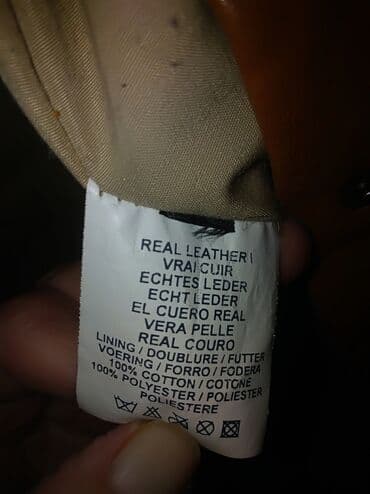 REAL LEATHER
VRAI CUIR
ECHTES LEDER
ECHT LEDER
EL CUERO REAL
VERA PELLE
REAL COURO
LINING / DOUBLURE / FUTTER
VOERING / FORRO / FODERA
100% COTTON / COTONE
100% POLYESTER / POLIESTER
POLIESTERE